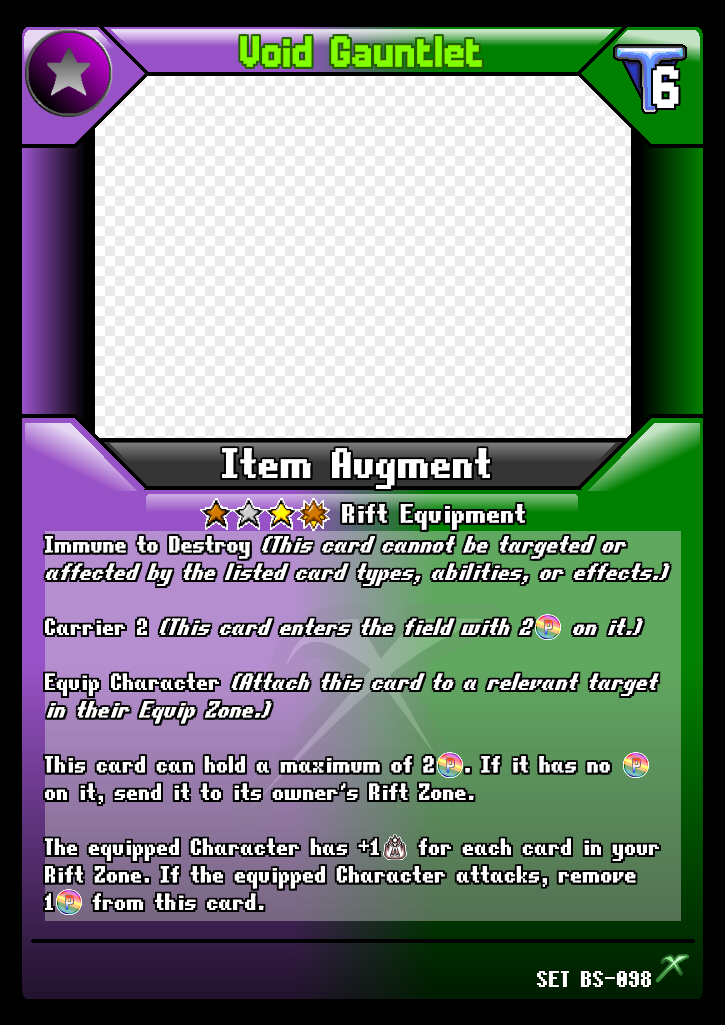 Void Gauntlet
T6
Item Augment
Rift Equipment
Immune to Destroy (This card cannot be targeted or
affected by the listed card types, abilities, or effects.)
Carrier 2 (This card enters the field with 2P on it.)
Equip Character (Attach this card to a relevant target
in their Equip Zone.)
This card can hold a maximum of 2P. If it has no P
on it, send it to its owner's Rift Zone.
The equipped Character has +1 for each card in your
Rift Zone. If the equipped Character attacks, remove
1P from this card.
SET BS-098